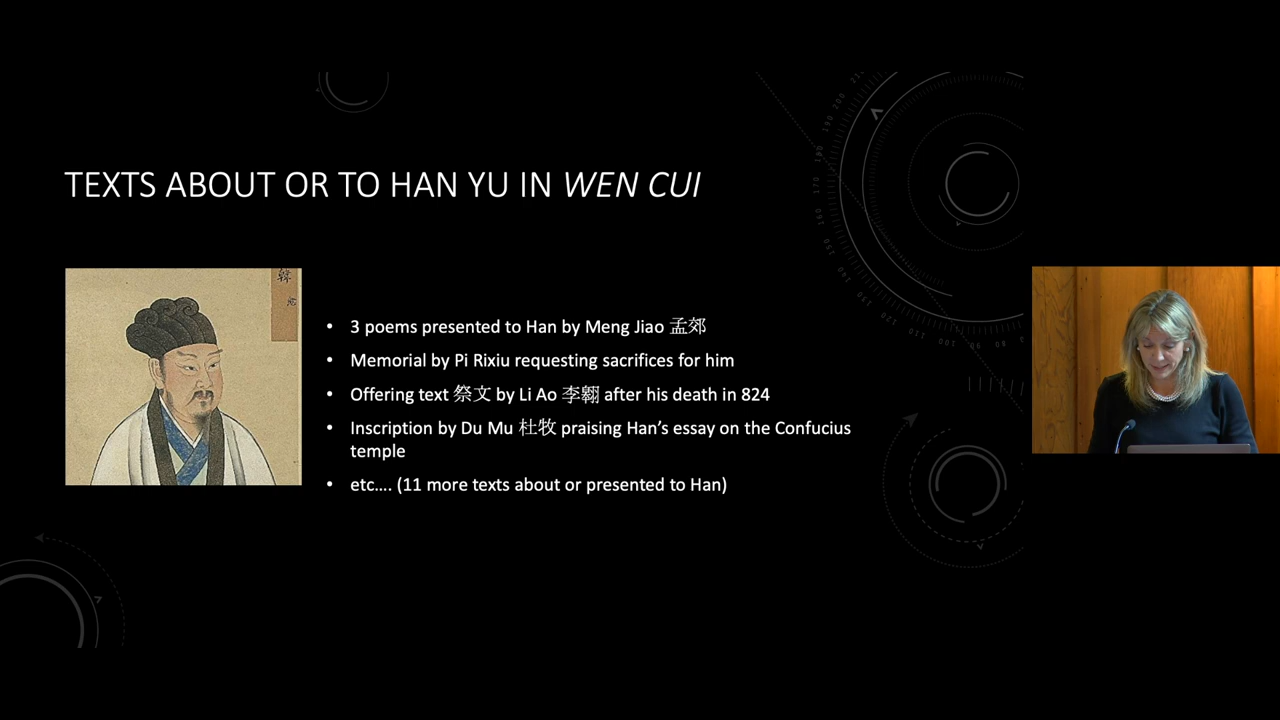 TEXTS ABOUT OR TO HAN YU IN WEN CUI
韓
愈
• 3 poems presented to Han by Meng Jiao 孟郊
• Memorial by Pi Rixiu requesting sacrifices for him
• Offering text 祭文 by Li Ao 李翱 after his death in 824
• Inscription by Du Mu 杜牧 praising Han’s essay on the Confucius
temple
• etc…. (11 more texts about or presented to Han)